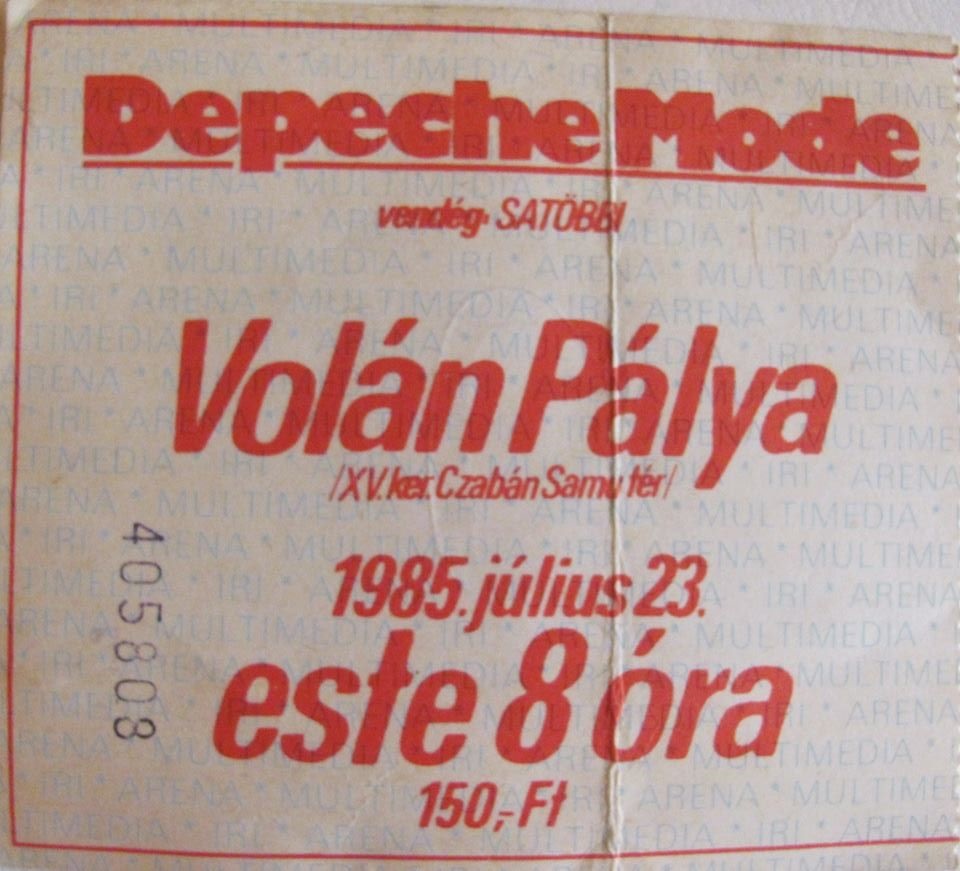 Depeche Mode
vendég: SATÖBBI
Volán Pálya
/XV. ker. Czabán Samu tér/
1985. július 23.
este 8 óra
150,-Ft
405808